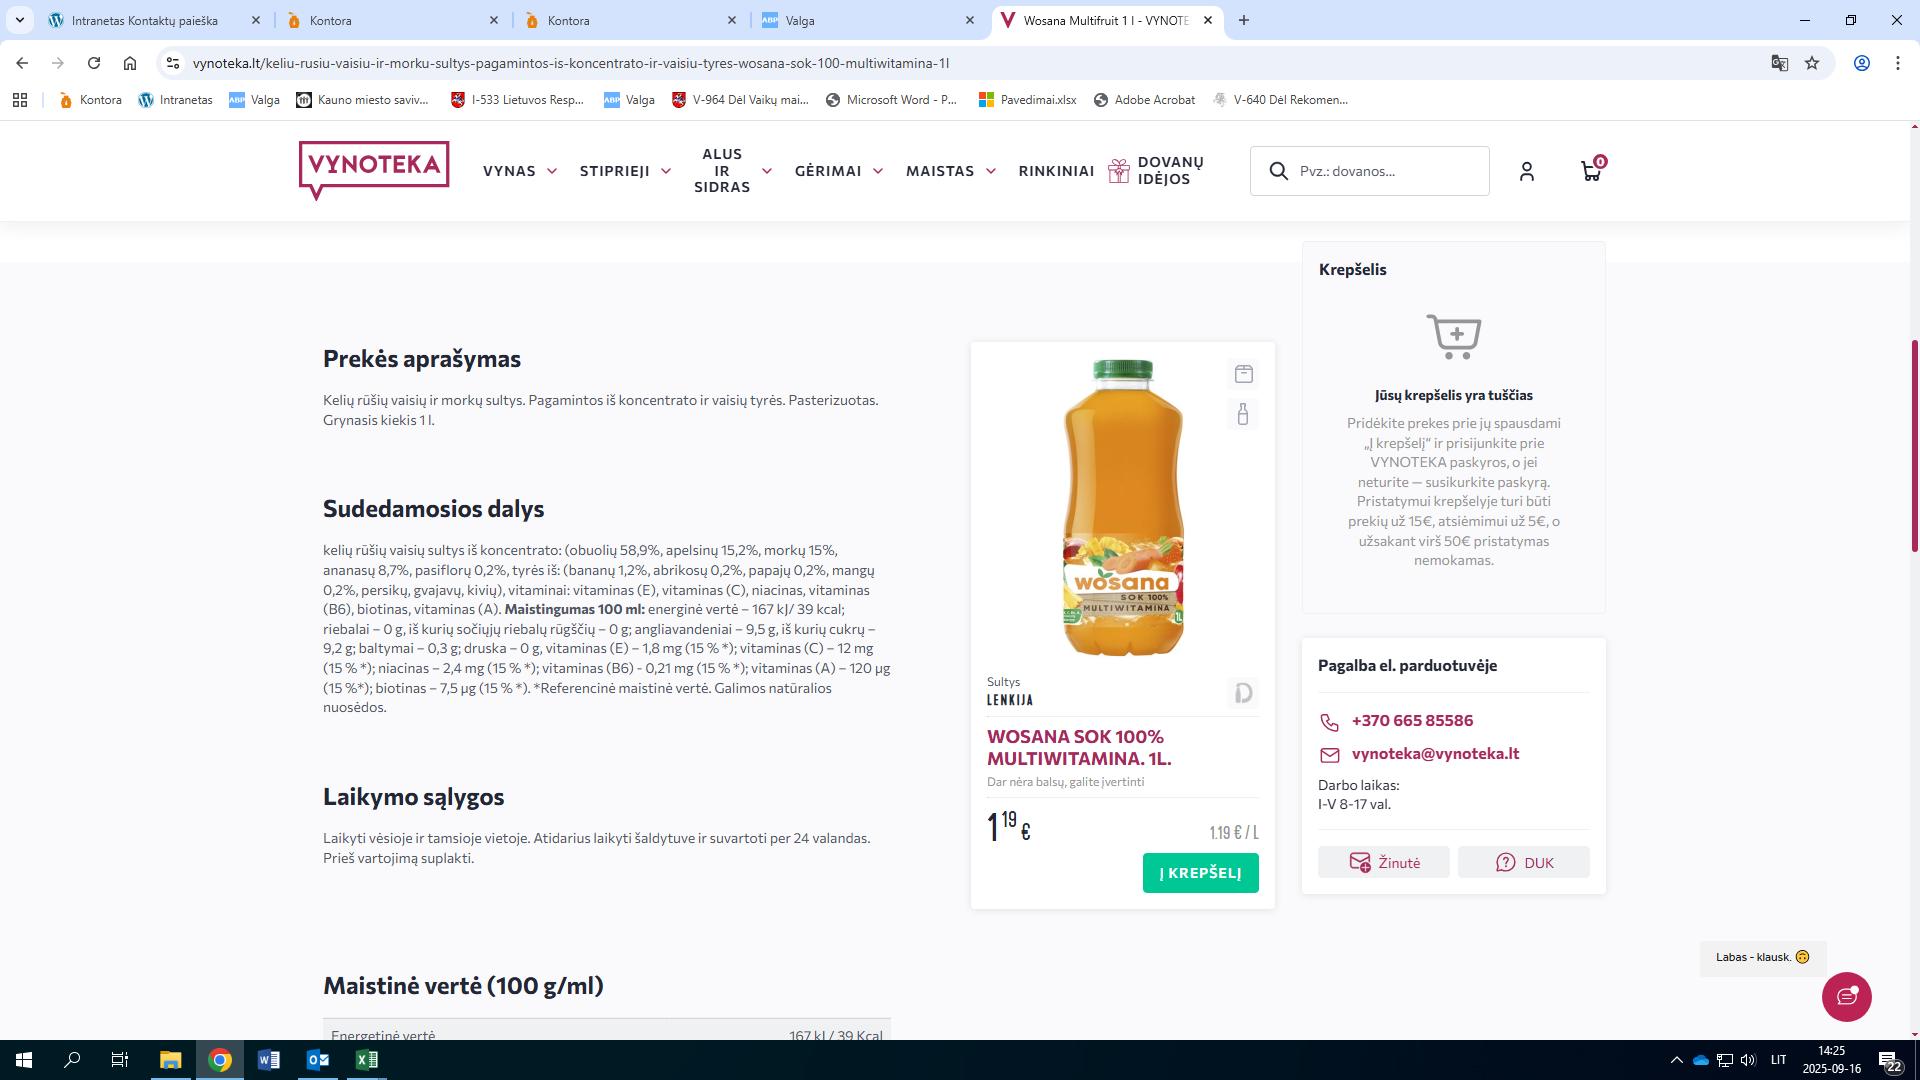 Intranetas Kontaktų paieška
Kontora
Kontora
Valga
Wosana Multifruit 1 l - VYNOTE
vynoteka.lt/keliu-rusiu-vaisiu-ir-morku-sultys-pagamintos-is-koncentrato-ir-vaisiu-tyres-wosana-sok-100-multiwitamina-1l
Kontora
Intranetas
Valga
Kauno miesto saviv...
I-533 Lietuvos Resp...
Valga
V-964 Dėl Vaikų mai...
Microsoft Word - P...
Pavedimai.xlsx
Adobe Acrobat
V-640 Dėl Rekomen...
VYNOTEKA
VYNAS
STIPRIEJI
ALUS
IR
SIDRAS
GĖRIMAI
MAISTAS
RINKINIAI
DOVANŲ
IDĖJOS
Pvz.: dovanos...
0
Prekės aprašymas
Kelių rūšių vaisių ir morkų sultys. Pagamintos iš koncentrato ir vaisių tyrės. Pasterizuotas.
Grynasis kiekis 1 l.
Sudedamosios dalys
kelių rūšių vaisių sultys iš koncentrato: (obuolių 58,9%, apelsinų 15,2%, morkų 15%,
ananasų 8,7%, pasiflorų 0,2%, tyrės iš: (bananų 1,2%, abrikosų 0,2%, papajų 0,2%, mangų
0,2%, persikų, gvajavų, kivių), vitaminai: vitaminas (E), vitaminas (C), niacinas, vitaminas
(B6), biotinas, vitaminas (A). Maistingumas 100 ml: energinė vertė – 167 kJ/ 39 kcal;
riebalai – 0 g, iš kurių sočiųjų riebalų rūgščių – 0 g; angliavandeniai – 9,5 g, iš kurių cukrų –
9,2 g; baltymai – 0,3 g; druska – 0 g, vitaminas (E) – 1,8 mg (15 % *); vitaminas (C) – 12 mg
(15 % *); niacinas – 2,4 mg (15 % *); vitaminas (B6) - 0,21 mg (15 % *); vitaminas (A) – 120 µg
(15 %*); biotinas – 7,5 µg (15 % *). *Referencinė maistinė vertė. Galimos natūralios
nuosėdos.
Laikymo sąlygos
Laikyti vėsioje ir tamsioje vietoje. Atidarius laikyti šaldytuve ir suvartoti per 24 valandas.
Prieš vartojimą suplakti.
Maistinė vertė (100 g/ml)
Energetinė vertė
167 kJ / 39 Kcal
wosana
SOK 100%
MULTIWITAMINA
1L
Sultys
LENKIJA
WOSANA SOK 100%
MULTIWITAMINA. 1L.
Dar nėra balsų, galite įvertinti
1 19 €
1.19 € / L
Į KREPŠELĮ
Krepšelis
Jūsų krepšelis yra tuščias
Pridėkite prekes prie jų spausdami
„Į krepšelį“ ir prisijunkite prie
VYNOTEKA paskyros, o jei
neturite — susikurkite paskyrą.
Pristatymui krepšelyje turi būti
prekių už 15€, atsiėmimui už 5€, o
užsakant virš 50€ pristatymas
nemokamas.
Pagalba el. parduotuvėje
+370 665 85586
vynoteka@vynoteka.lt
Darbo laikas:
I-V 8-17 val.
Žinutė
DUK
Labas - klausk. 🙃
LIT
14:25
2025-09-16
22